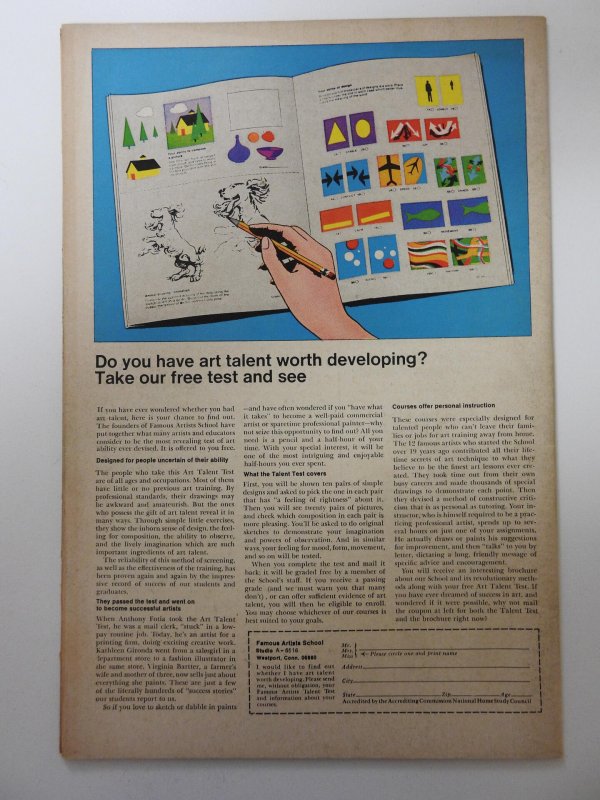 Do you have art talent worth developing?
Take our free test and see
If you have ever wondered whether you had
art talent, here is your chance to find out.
The founders of Famous Artists School have
put together what many artists and educators
consider to be the most revealing test of art
ability ever devised. It is offered to you free.
Designed for people uncertain of their ability
The people who take this Art Talent Test
are of all ages and occupations. Most of them
have little or no previous art training. By
professional standards, their drawings may
be awkward and amateurish. But the ones
who possess the gift of art talent reveal it in
many ways. Through simple little exercises,
they show the inborn sense of design, the feel-
ing for composition, the ability to observe,
and the lively imagination which are such
important ingredients of art talent.
The reliability of this method of screening,
as well as the effectiveness of the training, has
been proven again and again by the impres-
sive record of success of our students and
graduates.
They passed the test and went on
to become successful artists
When Anthony Fotia took the Art Talent
Test, he was a mail clerk, "stuck" in a low-
pay routine job. Today, he's an artist for a
printing firm, doing exciting creative work.
Kathleen Gironda went from a salesgirl in a
department store to a fashion illustrator in
the same store. Virginia Bartter, a farmer's
wife and mother of three, now sells just about
everything she paints. These are just a few
of the literally hundreds of "success stories"
our students report to us.
So if you love to sketch or dabble in paints
—and have often wondered if you "have what
it takes" to become a well-paid commercial
artist or sparetime professional painter—why
not seize this opportunity to find out? All you
need is a pencil and a half-hour of your
time. With your special interest, it will be
one of the most intriguing and enjoyable
half-hours you ever spent.
What the Talent Test covers
First, you will be shown ten pairs of simple
designs and asked to pick the one in each pair
that has "a feeling of rightness" about it.
Then you will see twenty pairs of pictures,
and check which composition in each pair is
more pleasing. You'll be asked to do original
sketches to demonstrate your imagination
and powers of observation. And in similar
ways, your feeling for mood, form, movement,
and so on will be tested.
When you complete the test and mail it
back, it will be graded free by a member of
the School's staff. If you receive a passing
grade (and we must warn you that many
don't), or can offer sufficient evidence of art
talent, you will then be eligible to enroll.
You may choose whichever of our courses is
best suited to your goals.
Courses offer personal instruction
These courses were especially designed for
talented people who can't leave their fami-
lies or jobs for art training away from home.
The 12 famous artists who started the School
over 19 years ago contributed all their life-
time secrets of art technique to what they
believe to be the finest art lessons ever cre-
ated. They took time out from their own
busy careers and made thousands of special
drawings to demonstrate each point. Then
they devised a method of constructive criti-
cism that is as personal as tutoring. Your in-
structor, who is himself required to be a prac-
ticing professional artist, spends up to sev-
eral hours on just one of your assignments.
He actually draws or paints his suggestions
for improvement, and then "talks" to you by
letter, dictating a long, friendly message of
specific advice and encouragement.
You will receive an interesting brochure
about our School and its revolutionary meth-
ods along with your free Art Talent Test. If
you have ever dreamed of success in art, and
wondered if it were possible, why not mail
the coupon at left for both the Talent Test
and the brochure right now?
Famous Artists School
Studio A-6516
Westport, Conn. 06880
I would like to find out
whether I have art talent
worth developing. Please send
me, without obligation, your
Famous Artists Talent Test
and information about your
courses.
Mr.
Mrs.
Miss
Please circle one and print name
Address
City
State Zip Age
Accredited by the Accrediting Commission National Home Study Council